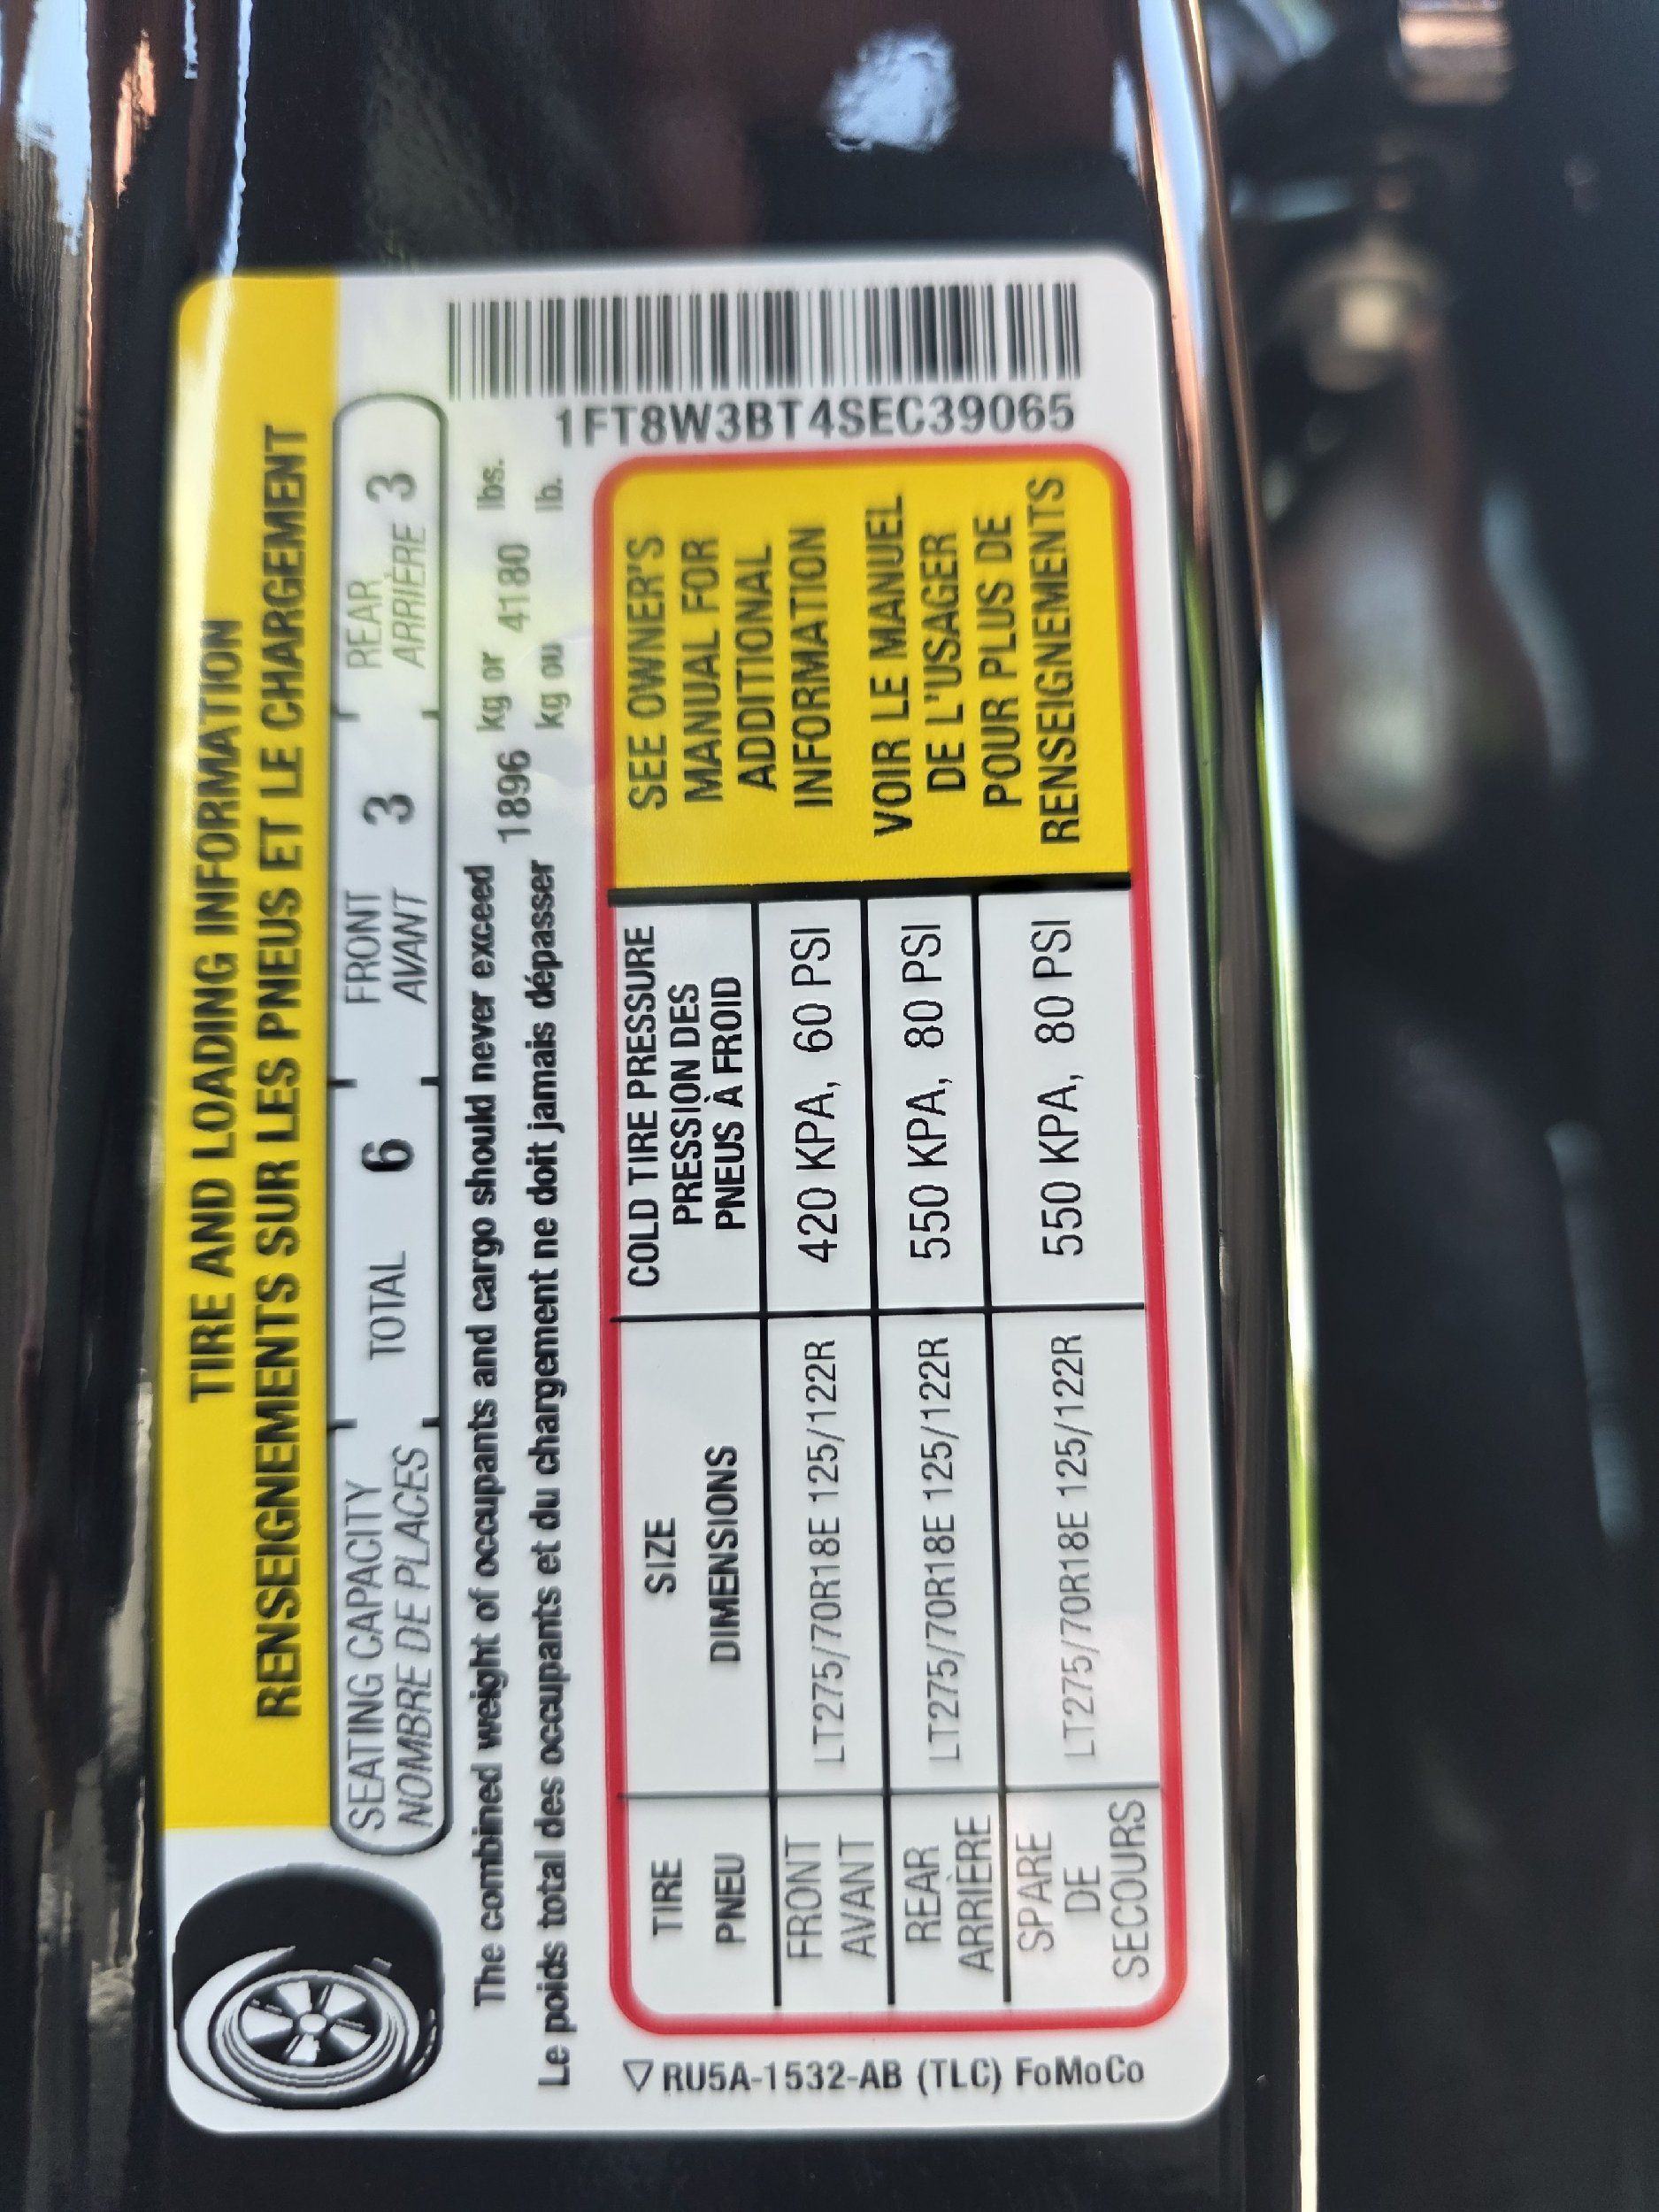 TIRE AND LOADING INFORMATION
RENSEIGNEMENTS SUR LES PNEUS ET LE CHARGEMENT
SEATING CAPACITY
NOMBRE DE PLACES
TOTAL 6
FRONT
AVANT
3
REAR
ARRIÈRE
3
The combined weight of occupants and cargo should never exceed
Le poids total des occupants et du chargement ne doit jamais dépasser
1896
kg or
kg ou
4180
lbs.
lb.
TIRE
PNEU
SIZE
DIMENSIONS
COLD TIRE PRESSURE
PRESSION DES
PNEUS À FROID
FRONT
AVANT
LT275/70R18E 125/122R
420 KPA, 60 PSI
REAR
ARRIÈRE
LT275/70R18E 125/122R
550 KPA, 80 PSI
SPARE
DE
SECOURS
LT275/70R18E 125/122R
550 KPA, 80 PSI
SEE OWNER'S
MANUAL FOR
ADDITIONAL
INFORMATION
VOIR LE MANUEL
DE L'USAGER
POUR PLUS DE
RENSEIGNEMENTS
1FT8W3BT4SEC39065
▽ RU5A-1532-AB (TLC) FoMoCo